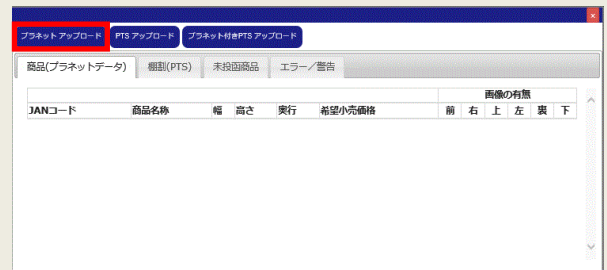 ×
プラネット アップロード PTS アップロード プラネット付きPTS アップロード
商品(プラネットデータ) 棚割(PTS) 未投函商品 エラー／警告
画像の有無
JANコード 商品名称 幅 高さ 実行 希望小売価格 前 右 上 左 裏 下